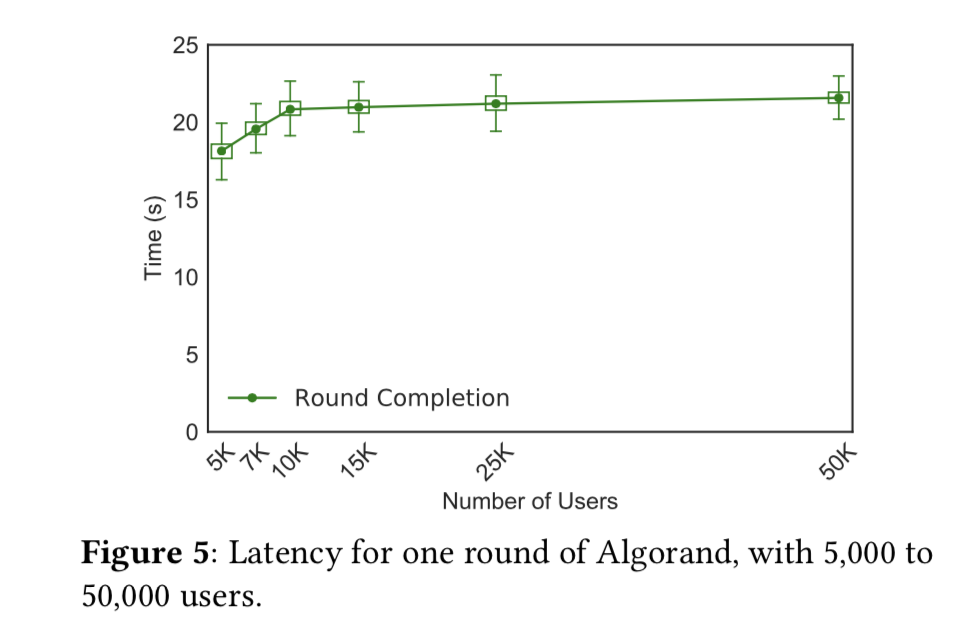 25
20
15
10
5
0
Time (s)
Round Completion
5K 7K 10K 15K 25K 50K
Number of Users
Figure 5: Latency for one round of Algorand, with 5,000 to
50,000 users.